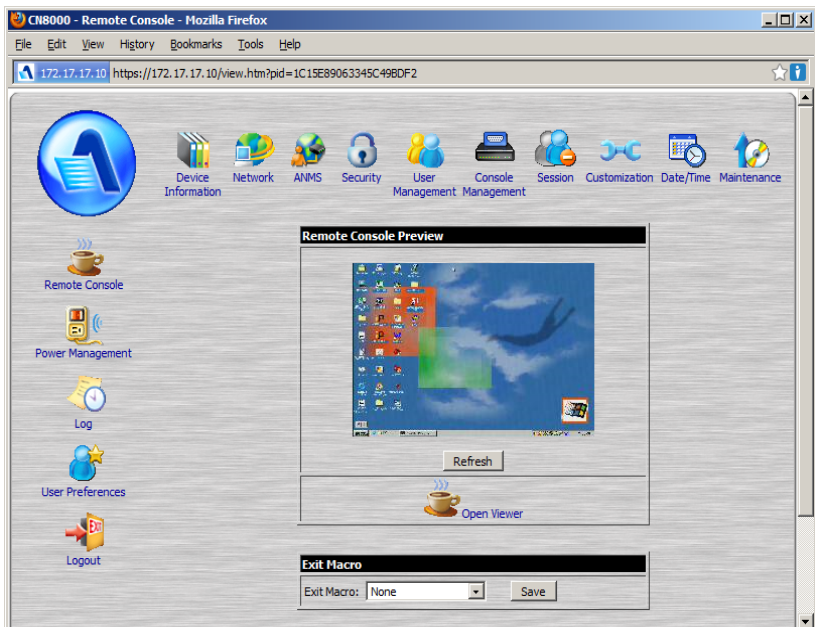 CN8000 - Remote Console - Mozilla Firefox
File Edit View History Bookmarks Tools Help
172.17.17.10 https://172.17.17.10/view.htm?pid=1C15E89063345C49BDF2
Device Information
Network
ANMS
Security
User Management
Console Management
Session
Customization
Date/Time
Maintenance
Remote Console
Power Management
Log
User Preferences
EXIT
Logout
Remote Console Preview
Refresh
Open Viewer
Exit Macro
Exit Macro: None Save